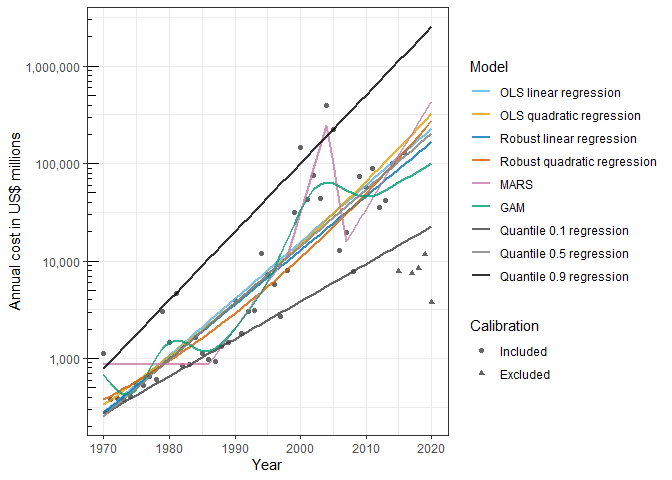 Annual cost in US$ millions
1,000,000
100,000
10,000
1,000
1970
1980
1990
2000
2010
2020
Year
Model
OLS linear regression
OLS quadratic regression
Robust linear regression
Robust quadratic regression
MARS
GAM
Quantile 0.1 regression
Quantile 0.5 regression
Quantile 0.9 regression
Calibration
Included
Excluded